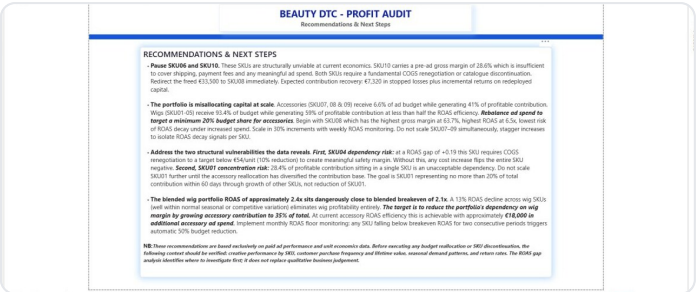 BEAUTY DTC - PROFIT AUDIT
Recommendations & Next Steps
RECOMMENDATIONS & NEXT STEPS
- Pause SKU06 and SKU10. These SKUs are structurally unviable at current economics. SKU10 carries a pre-ad gross margin of 28.6% which is insufficient
to cover shipping, payment fees and any meaningful ad spend. Both SKUs require a fundamental COGS renegotiation or catalogue discontinuation.
Redirect the freed €33,500 to SKU08 immediately. Expected contribution recovery: €7,320 in stopped losses plus incremental returns on redeployed
capital.
- The portfolio is misallocating capital at scale. Accessories (SKU07, 08 & 09) receive 6.6% of ad budget while generating 41% of profitable contribution.
Wigs (SKU01-05) receive 93.4% of budget while generating 59% of profitable contribution at less than half the ROAS efficiency. Rebalance ad spend to
target a minimum 20% budget share for accessories. Begin with SKU08 which has the highest gross margin at 63.7%, highest ROAS at 6.5x, lowest risk
of ROAS decay under increased spend. Scale in 30% increments with weekly ROAS monitoring. Do not scale SKU07-09 simultaneously, stagger increases
to isolate ROAS decay signals per SKU.
- Address the two structural vulnerabilities the data reveals. First, SKU04 dependency risk: at a ROAS gap of +0.19 this SKU requires COGS
renegotiation to a target below €54/unit (10% reduction) to create meaningful safety margin. Without this, any cost increase flips the entire SKU
negative. Second, SKU01 concentration risk: 28.4% of profitable contribution sitting in a single SKU is an unacceptable dependency. Do not scale
SKU01 further until the accessory reallocation has diversified the contribution base. The goal is SKU01 representing no more than 20% of total
contribution within 60 days through growth of other SKUs, not reduction of SKU01.
- The blended wig portfolio ROAS of approximately 2.4x sits dangerously close to blended breakeven of 2.1x. A 13% ROAS decline across wig SKUs
(well within normal seasonal or competitive variation) eliminates wig profitability entirely. The target is to reduce the portfolio's dependency on wig
margin by growing accessory contribution to 35% of total. At current accessory ROAS efficiency this is achievable with approximately €18,000 in
additional accessory ad spend. Implement monthly ROAS floor monitoring: any SKU falling below breakeven ROAS for two consecutive periods triggers
automatic 50% budget reduction.
NB: These recommendations are based exclusively on paid ad performance and unit economics data. Before executing any budget reallocation or SKU discontinuation, the
following context should be verified: creative performance by SKU, customer purchase frequency and lifetime value, seasonal demand patterns, and return rates. The ROAS gap
analysis identifies where to investigate first; it does not replace qualitative business judgement.